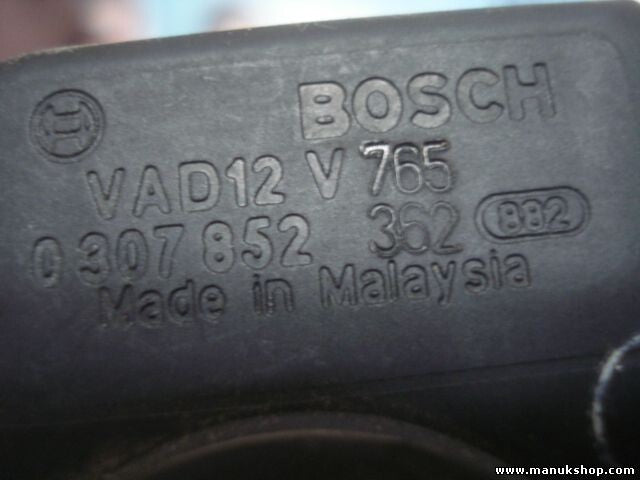 BOSCH
VAD12 V 765
0 307 852 362 882
Made in Malaysia
www.manukshop.com